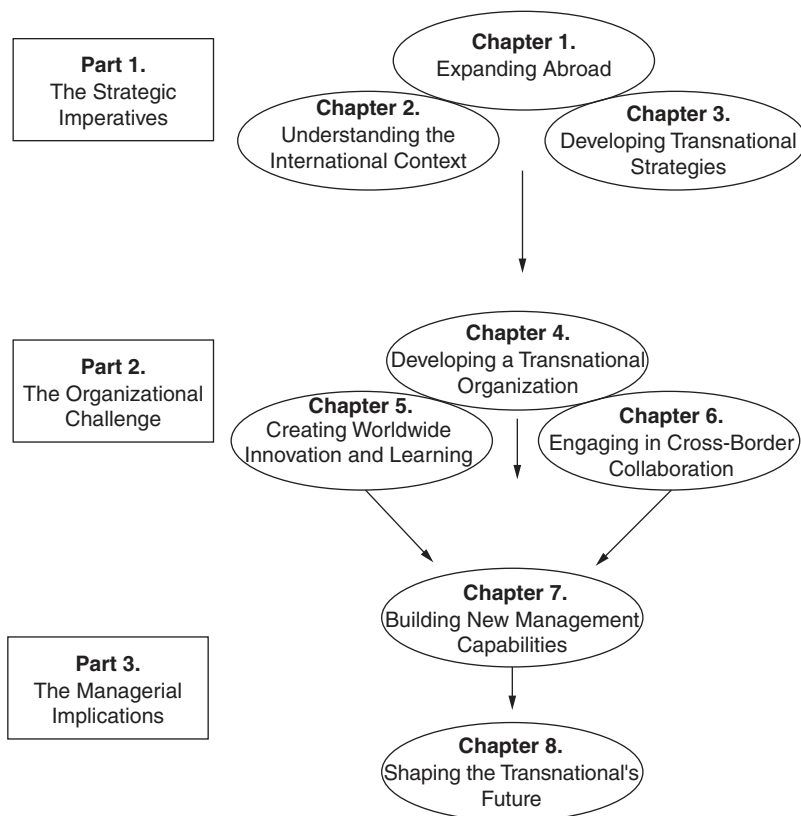 Part 1.
The Strategic
Imperatives
Chapter 1.
Expanding Abroad
Chapter 2.
Understanding the
International Context
Chapter 3.
Developing Transnational
Strategies
Part 2.
The Organizational
Challenge
Chapter 4.
Developing a Transnational
Organization
Chapter 5.
Creating Worldwide
Innovation and Learning
Chapter 6.
Engaging in Cross-Border
Collaboration
Part 3.
The Managerial
Implications
Chapter 7.
Building New Management
Capabilities
Chapter 8.
Shaping the Transnational's
Future